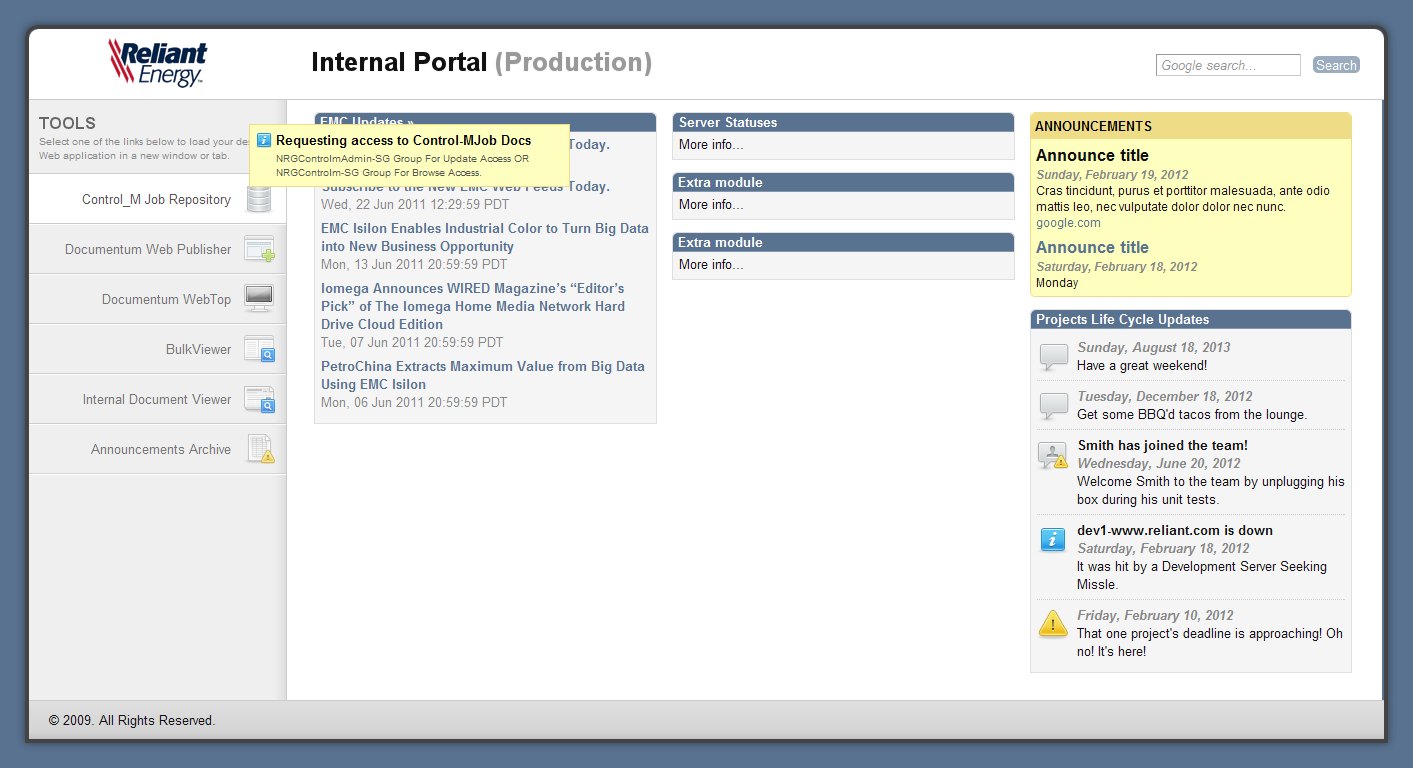 Reliant
Energy™
Internal Portal (Production)
Google search...
Search
TOOLS
Select one of the links below to load your des
Web application in a new window or tab.
Control_M Job Repository
Documentum Web Publisher
Documentum WebTop
BulkViewer
Internal Document Viewer
Announcements Archive
Requesting access to Control-MJob Docs
NRGControlmAdmin-SG Group For Update Access OR
NRGControlm-SG Group For Browse Access.
EMC Updates »
Today.
Subscribe to the New EMC Web Feeds Today.
Wed, 22 Jun 2011 12:29:59 PDT
EMC Isilon Enables Industrial Color to Turn Big Data
into New Business Opportunity
Mon, 13 Jun 2011 20:59:59 PDT
Iomega Announces WIRED Magazine’s “Editor’s
Pick” of The Iomega Home Media Network Hard
Drive Cloud Edition
Tue, 07 Jun 2011 20:59:59 PDT
PetroChina Extracts Maximum Value from Big Data
Using EMC Isilon
Mon, 06 Jun 2011 20:59:59 PDT
Server Statuses
More info...
Extra module
More info...
Extra module
More info...
ANNOUNCEMENTS
Announce title
Sunday, February 19, 2012
Cras tincidunt, purus et porttitor malesuada, ante odio
mattis leo, nec vulputate dolor dolor nec nunc.
google.com
Announce title
Saturday, February 18, 2012
Monday
Projects Life Cycle Updates
Sunday, August 18, 2013
Have a great weekend!
Tuesday, December 18, 2012
Get some BBQ'd tacos from the lounge.
Smith has joined the team!
Wednesday, June 20, 2012
Welcome Smith to the team by unplugging his
box during his unit tests.
dev1-www.reliant.com is down
Saturday, February 18, 2012
It was hit by a Development Server Seeking
Missle.
Friday, February 10, 2012
That one project's deadline is approaching! Oh
no! It's here!
© 2009. All Rights Reserved.